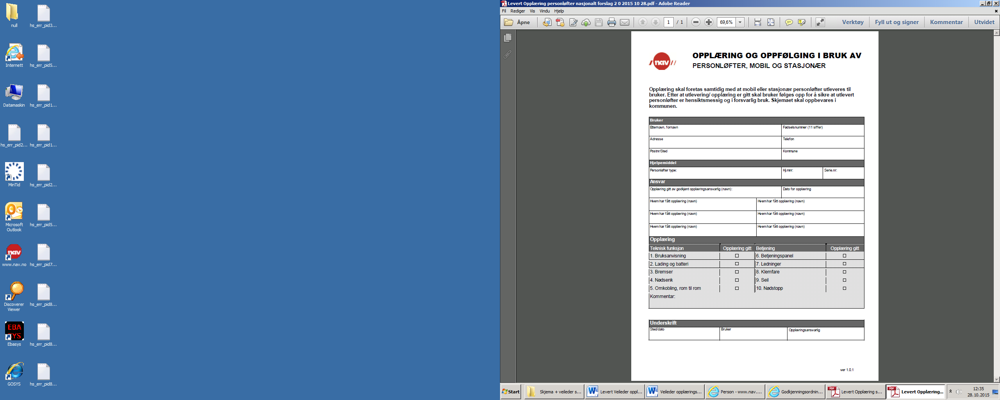 null
hs_err_pid3...
Internett
hs_err_pid5...
Datamaskin
hs_err_pid1...
hs_err_pid2...
hs_err_pid1...
MinTid
hs_err_pid2...
Microsoft
Outlook
hs_err_pid5...
www.nav.no
hs_err_pid7...
Discoverer
Viewer
hs_err_pid8...
EBA
SYS
Ebasys
hs_err_pid8...
GOSYS
hs_err_pid8...
Levert Opplæring personløfter nasjonalt forslag 2 0 2015 10 28.pdf - Adobe Reader
Fil Rediger Vis Vindu Hjelp
Åpne 1 / 1 69,6% Verktøy Fyll ut og signer Kommentar Utvidet
nav
OPPLÆRING OG OPPFØLGING I BRUK AV
PERSONLØFTER, MOBIL OG STASJONÆR
Opplæring skal foretas samtidig med at mobil eller stasjonær personløfter utleveres til
bruker. Etter at utlevering/ opplæring er gitt skal bruker følges opp for å sikre at utlevert
personløfter er hensiktsmessig og i forsvarlig bruk. Skjemaet skal oppbevares i
kommunen.
Bruker
Etternavn, fornavn Fødselsnummer (11 siffer)
Adresse Telefon
Postnr/Sted Kommune
Hjelpemiddel
Personløfter type: Hj.mnr: Serie.nr:
Ansvar
Opplæring gitt av godkjent opplæringsansvarlig (navn): Dato for opplæring
Hvem har fått opplæring (navn) Hvem har fått opplæring (navn)
Hvem har fått opplæring (navn) Hvem har fått opplæring (navn)
Hvem har fått opplæring (navn) Hvem har fått opplæring (navn)
Opplæring
Teknisk funksjon Opplæring gitt Betjening Opplæring gitt
1. Bruksanvisning 6. Betjeningspanel
2. Lading og batteri 7. Ledninger
3. Bremser 8. Klemfare
4. Nødsenk 9. Seil
5. Omkobling, rom til rom 10. Nødstopp
Kommentar:
Underskrift
Sted/dato Bruker Opplæringsansvarlig
ver 1.0.1
Start Skjema + veileder s... Levert Veileder oppl... Veileder opplærings... Person - www.nav.... Godkjenningsordnin... Levert Opplæring s... Levert Opplæring... 12:35
28.10.2015